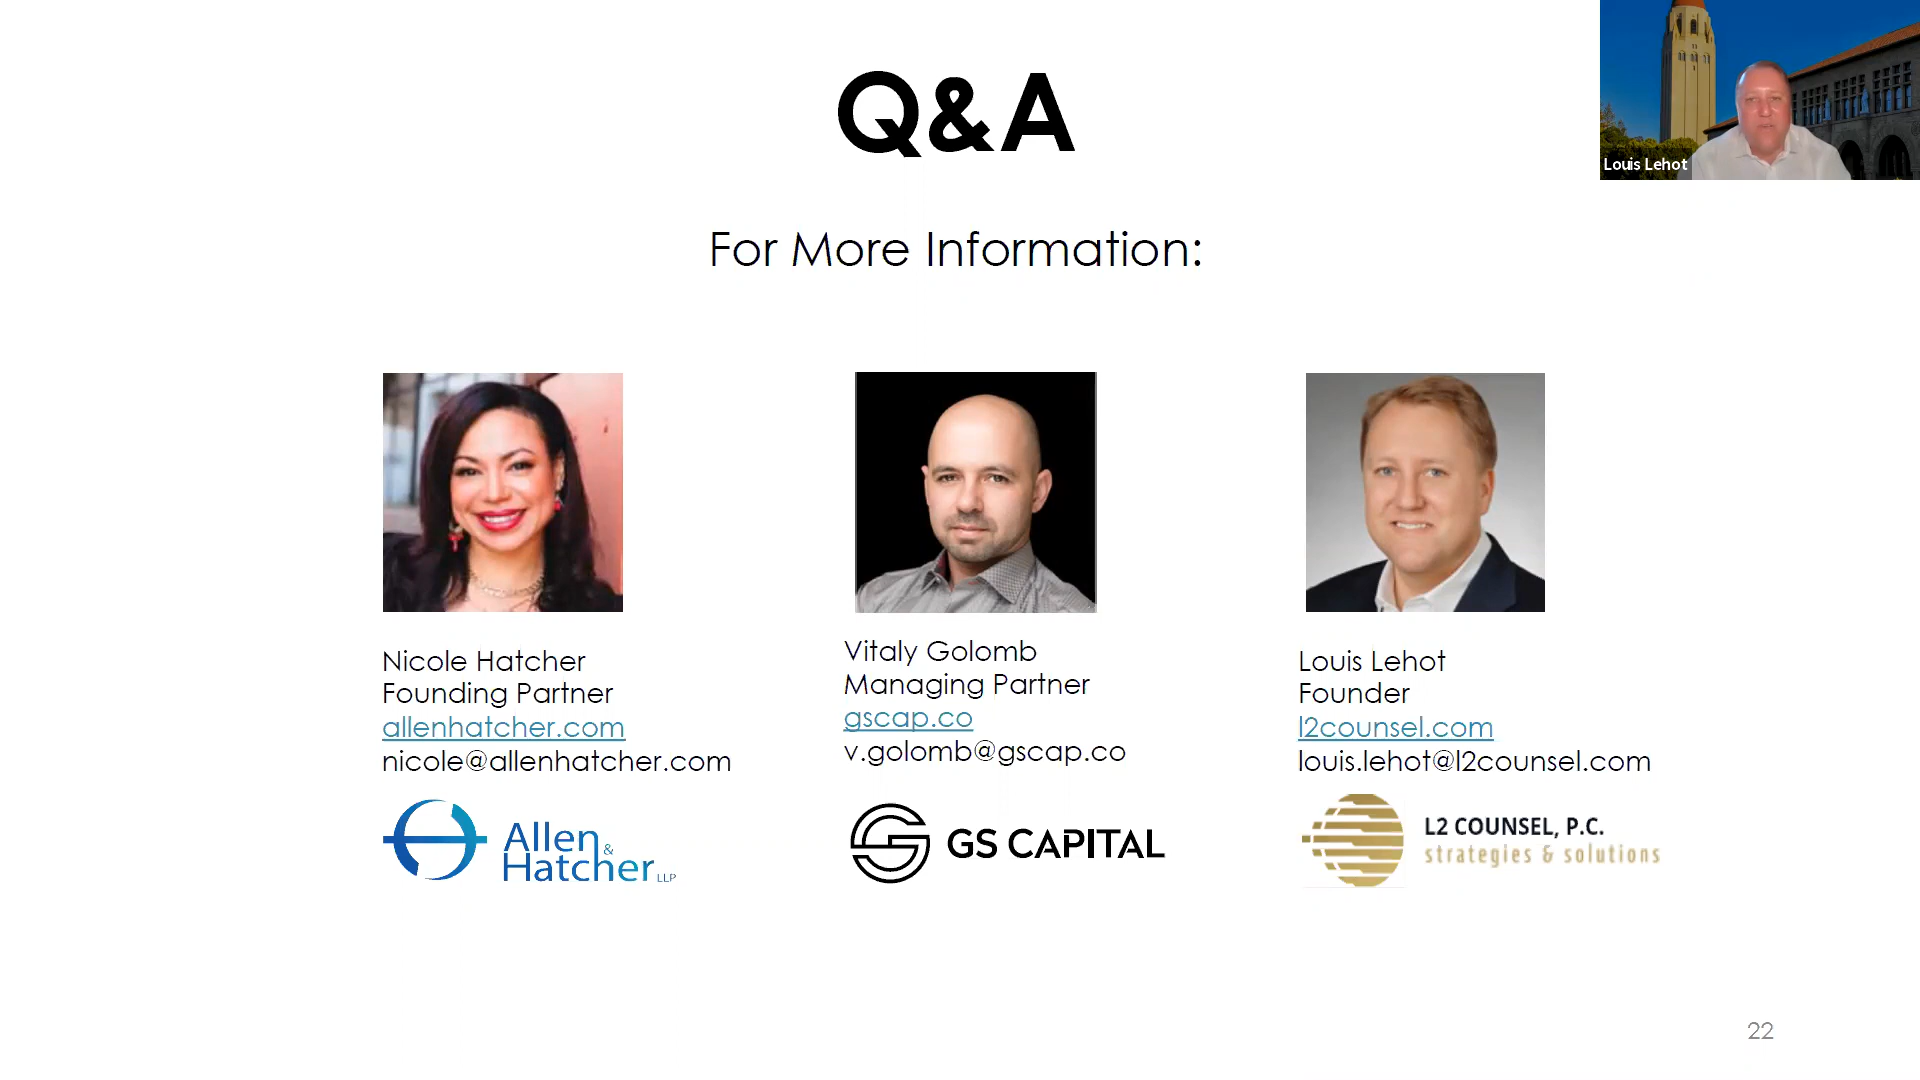 Q&A
Louis Lehot
For More Information:
Nicole Hatcher
Founding Partner
allenhatcher.com
nicole@allenhatcher.com
Allen &
Hatcher LLP
Vitaly Golomb
Managing Partner
gscap.co
v.golomb@gscap.co
GS CAPITAL
Louis Lehot
Founder
l2counsel.com
louis.lehot@l2counsel.com
L2 COUNSEL, P.C.
strategies & solutions
22